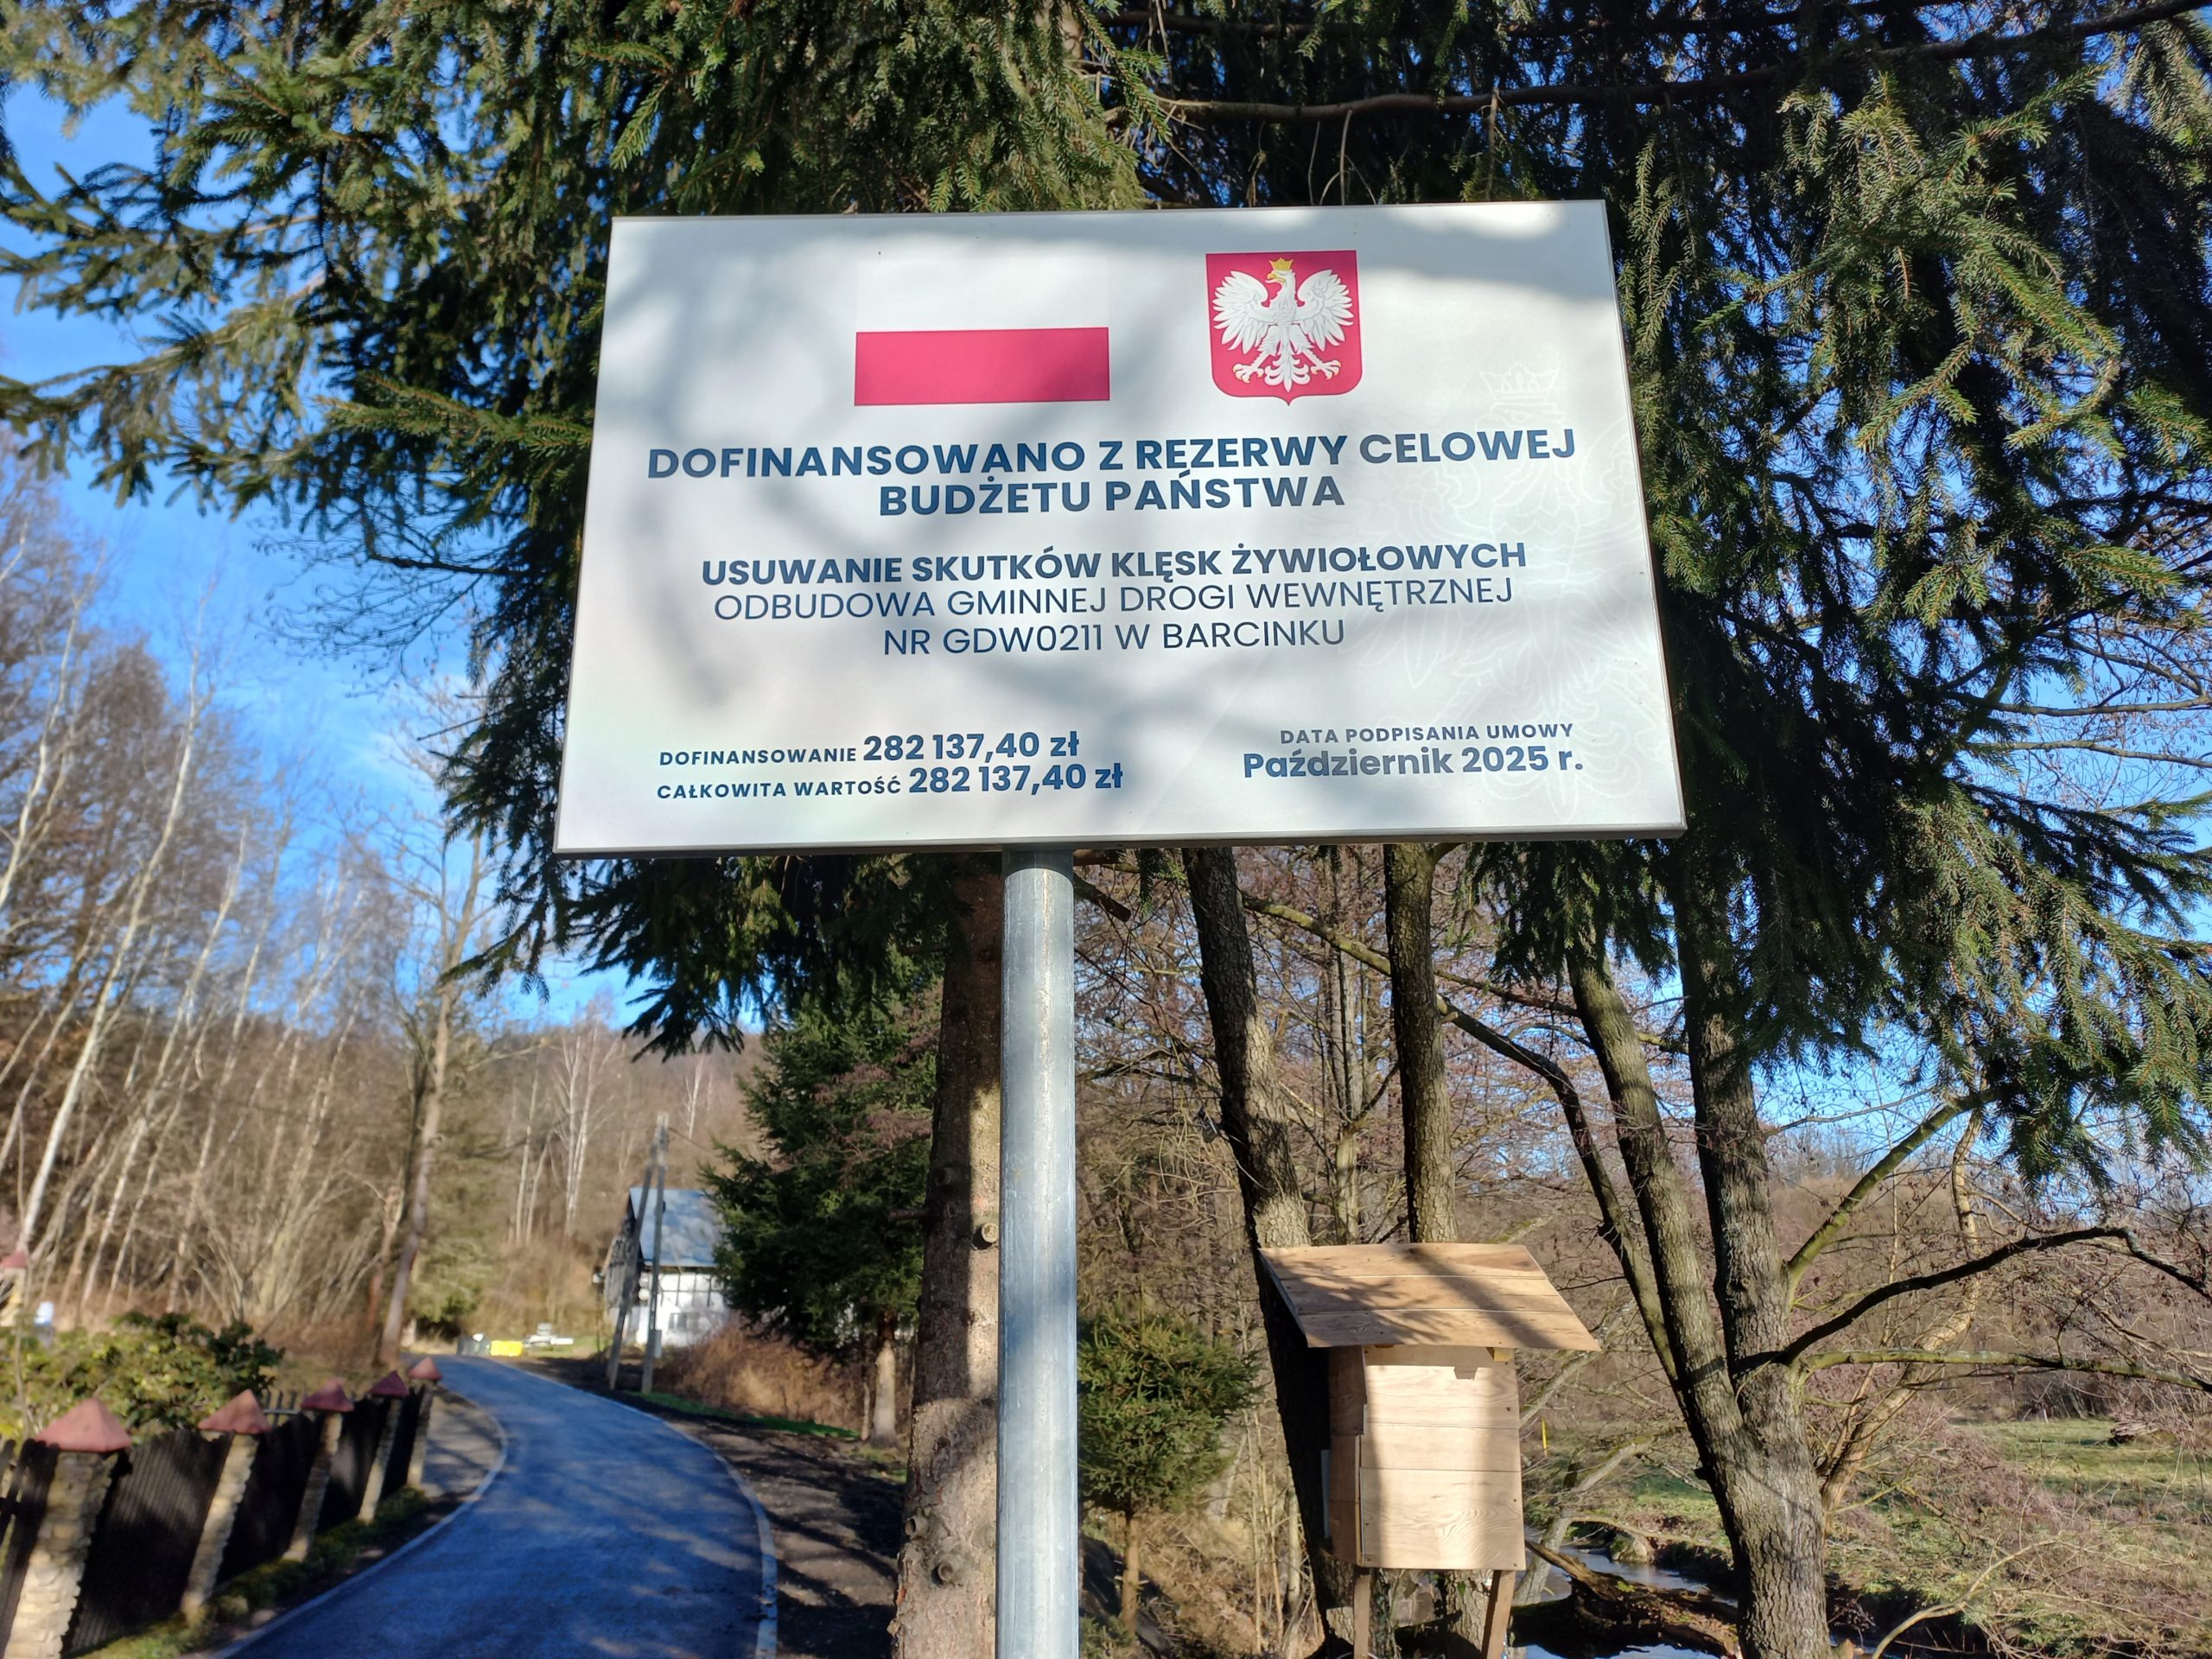 DOFINANSOWANO Z REZERWY CELOWEJ
BUDŻETU PAŃSTWA
USUWANIE SKUTKÓW KLĘSK ŻYWIOŁOWYCH
ODBUDOWA GMINNEJ DROGI WEWNĘTRZNEJ
NR GDW0211 W BARCINKU
DOFINANSOWANIE 282 137,40 zł
CAŁKOWITA WARTOŚĆ 282 137,40 zł
DATA PODPISANIA UMOWY
Październik 2025 r.